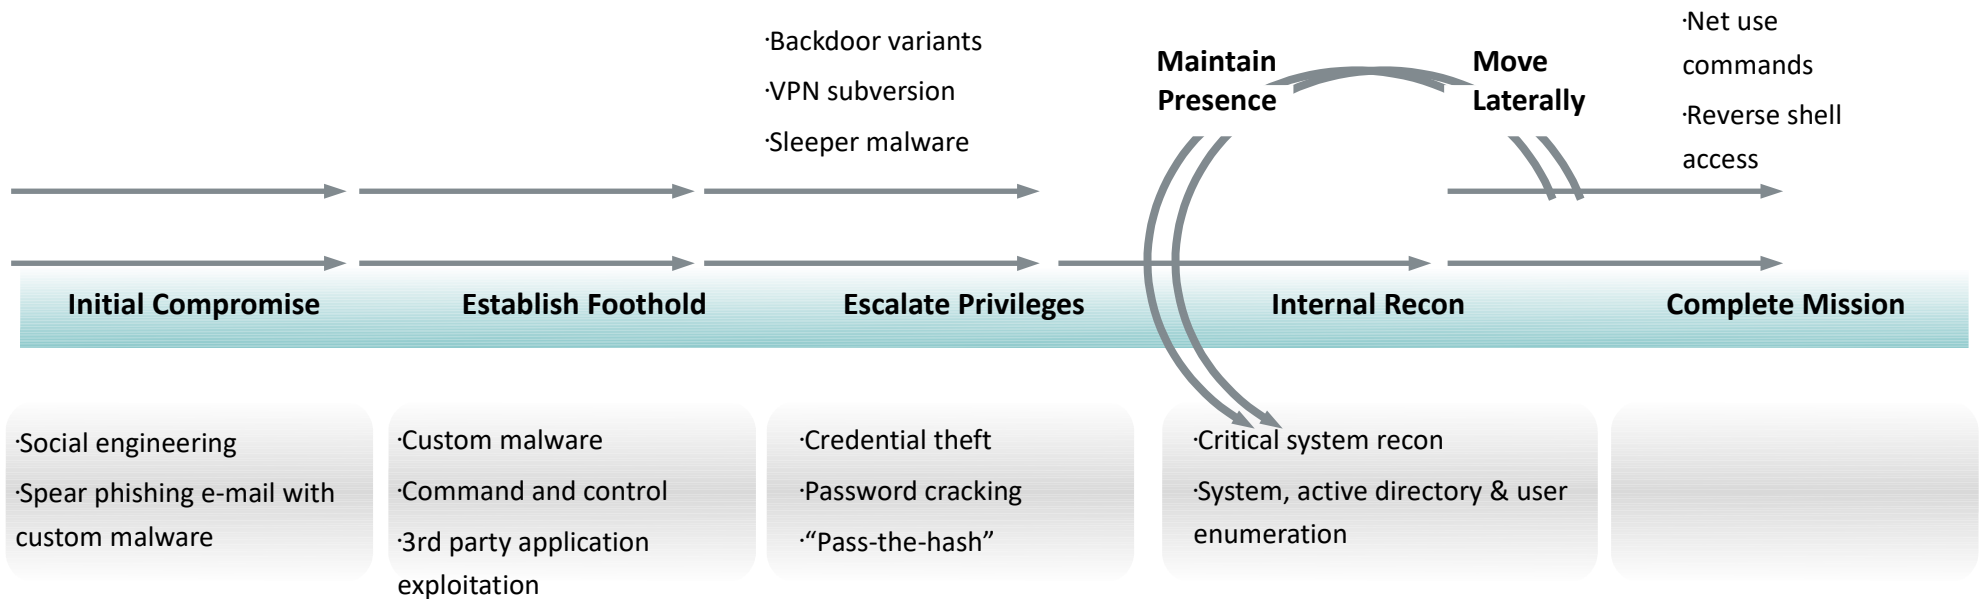 ·Backdoor variants
·VPN subversion
·Sleeper malware
Maintain
Presence
Move
Laterally
·Net use
commands
·Reverse shell
access
Initial Compromise
Establish Foothold
Escalate Privileges
Internal Recon
Complete Mission
·Social engineering
·Spear phishing e-mail with
custom malware
·Custom malware
·Command and control
·3rd party application
exploitation
·Credential theft
·Password cracking
·“Pass-the-hash”
·Critical system recon
·System, active directory & user
enumeration